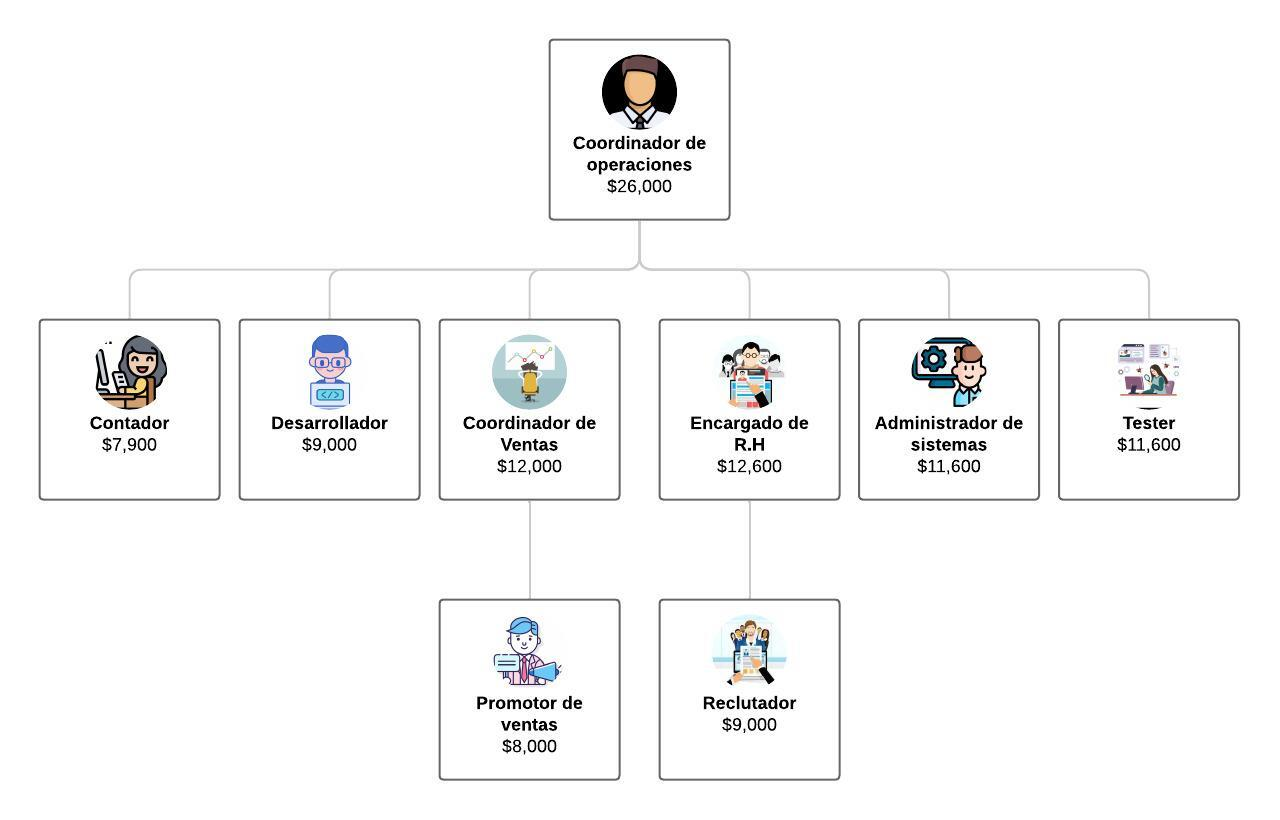 Coordinador de
operaciones
$26,000
Contador
$7,900
Desarrollador
$9,000
Coordinador de
Ventas
$12,000
Encargado de
R.H
$12,600
Administrador de
sistemas
$11,600
Tester
$11,600
Promotor de
ventas
$8,000
Reclutador
$9,000